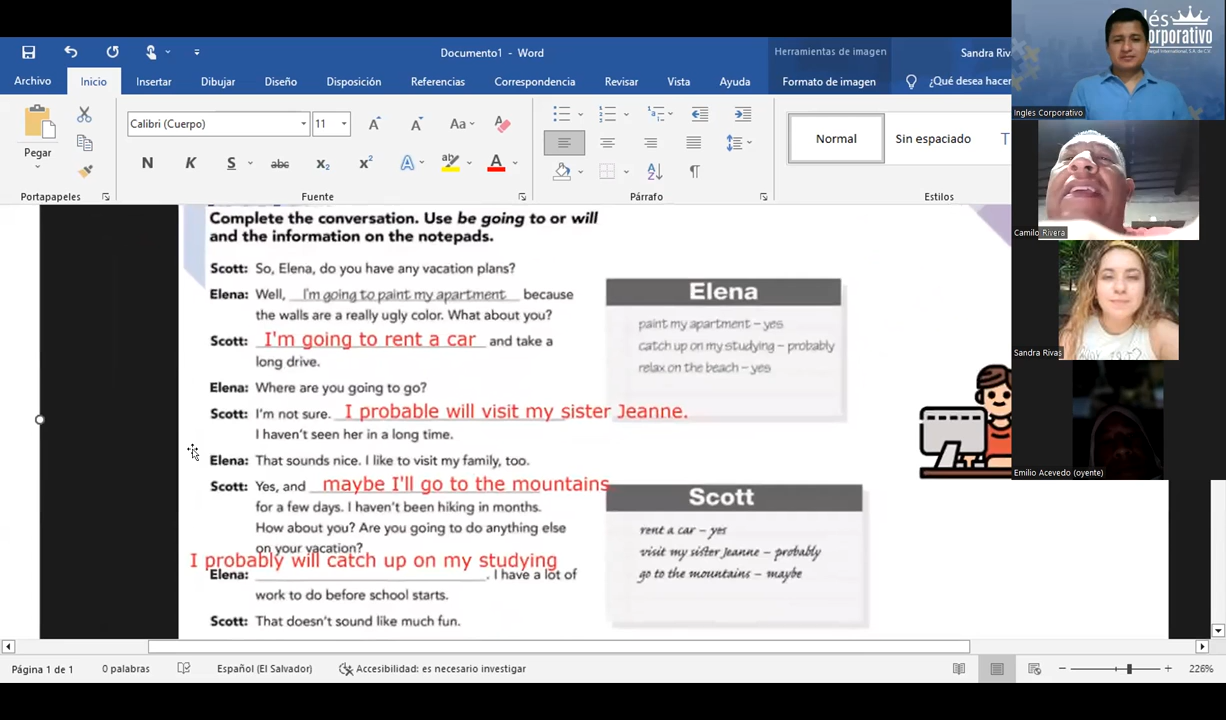 Documento1 - Word
Herramientas de imagen
Sandra Riv
Archivo
Inicio
Insertar
Dibujar
Diseño
Disposición
Referencias
Correspondencia
Revisar
Vista
Ayuda
Formato de imagen
¿Qué desea hacer
Pegar
Calibri (Cuerpo)
11
Aa
N K S abc x₂ x² A ab A
Normal
Sin espaciado
Portapapeles
Fuente
Párrafo
Estilos
Complete the conversation. Use be going to or will
and the information on the notepads.
Scott: So, Elena, do you have any vacation plans?
Elena: Well, I'm going to paint my apartment because
the walls are a really ugly color. What about you?
Scott: I'm going to rent a car and take a
long drive.
Elena: Where are you going to go?
Scott: I'm not sure. I probable will visit my sister Jeanne.
I haven't seen her in a long time.
Elena: That sounds nice. I like to visit my family, too.
Scott: Yes, and maybe I'll go to the mountains
for a few days. I haven't been hiking in months.
How about you? Are you going to do anything else
on your vacation?
I probably will catch up on my studying
Elena: . I have a lot of
work to do before school starts.
Scott: That doesn't sound like much fun.
Elena
paint my apartment – yes
catch up on my studying – probably
relax on the beach – yes
Scott
rent a car – yes
visit my sister Jeanne – probably
go to the mountains – maybe
Ingles Corporativo
Camilo Rivera
Sandra Rivas
Emilio Acevedo (oyente)
Página 1 de 1
0 palabras
Español (El Salvador)
Accesibilidad: es necesario investigar
226%